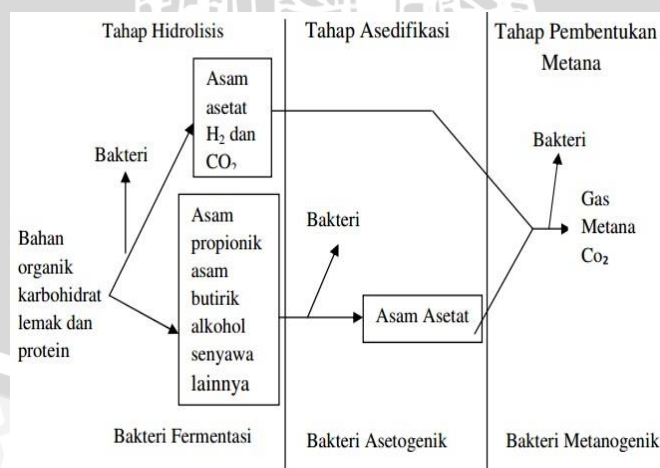 Tahap Hidrolisis
Tahap Asedifikasi
Tahap Pembentukan
Metana
Asam
asetat
H₂ dan
CO₂
Bakteri
Bahan
organik
karbohidrat
lemak dan
protein
Asam
propionik
asam
butirik
alkohol
senyawa
lainnya
Bakteri
Asam Asetat
Bakteri
Gas
Metana
Co₂
Bakteri Fermentasi
Bakteri Asetogenik
Bakteri Metanogenik